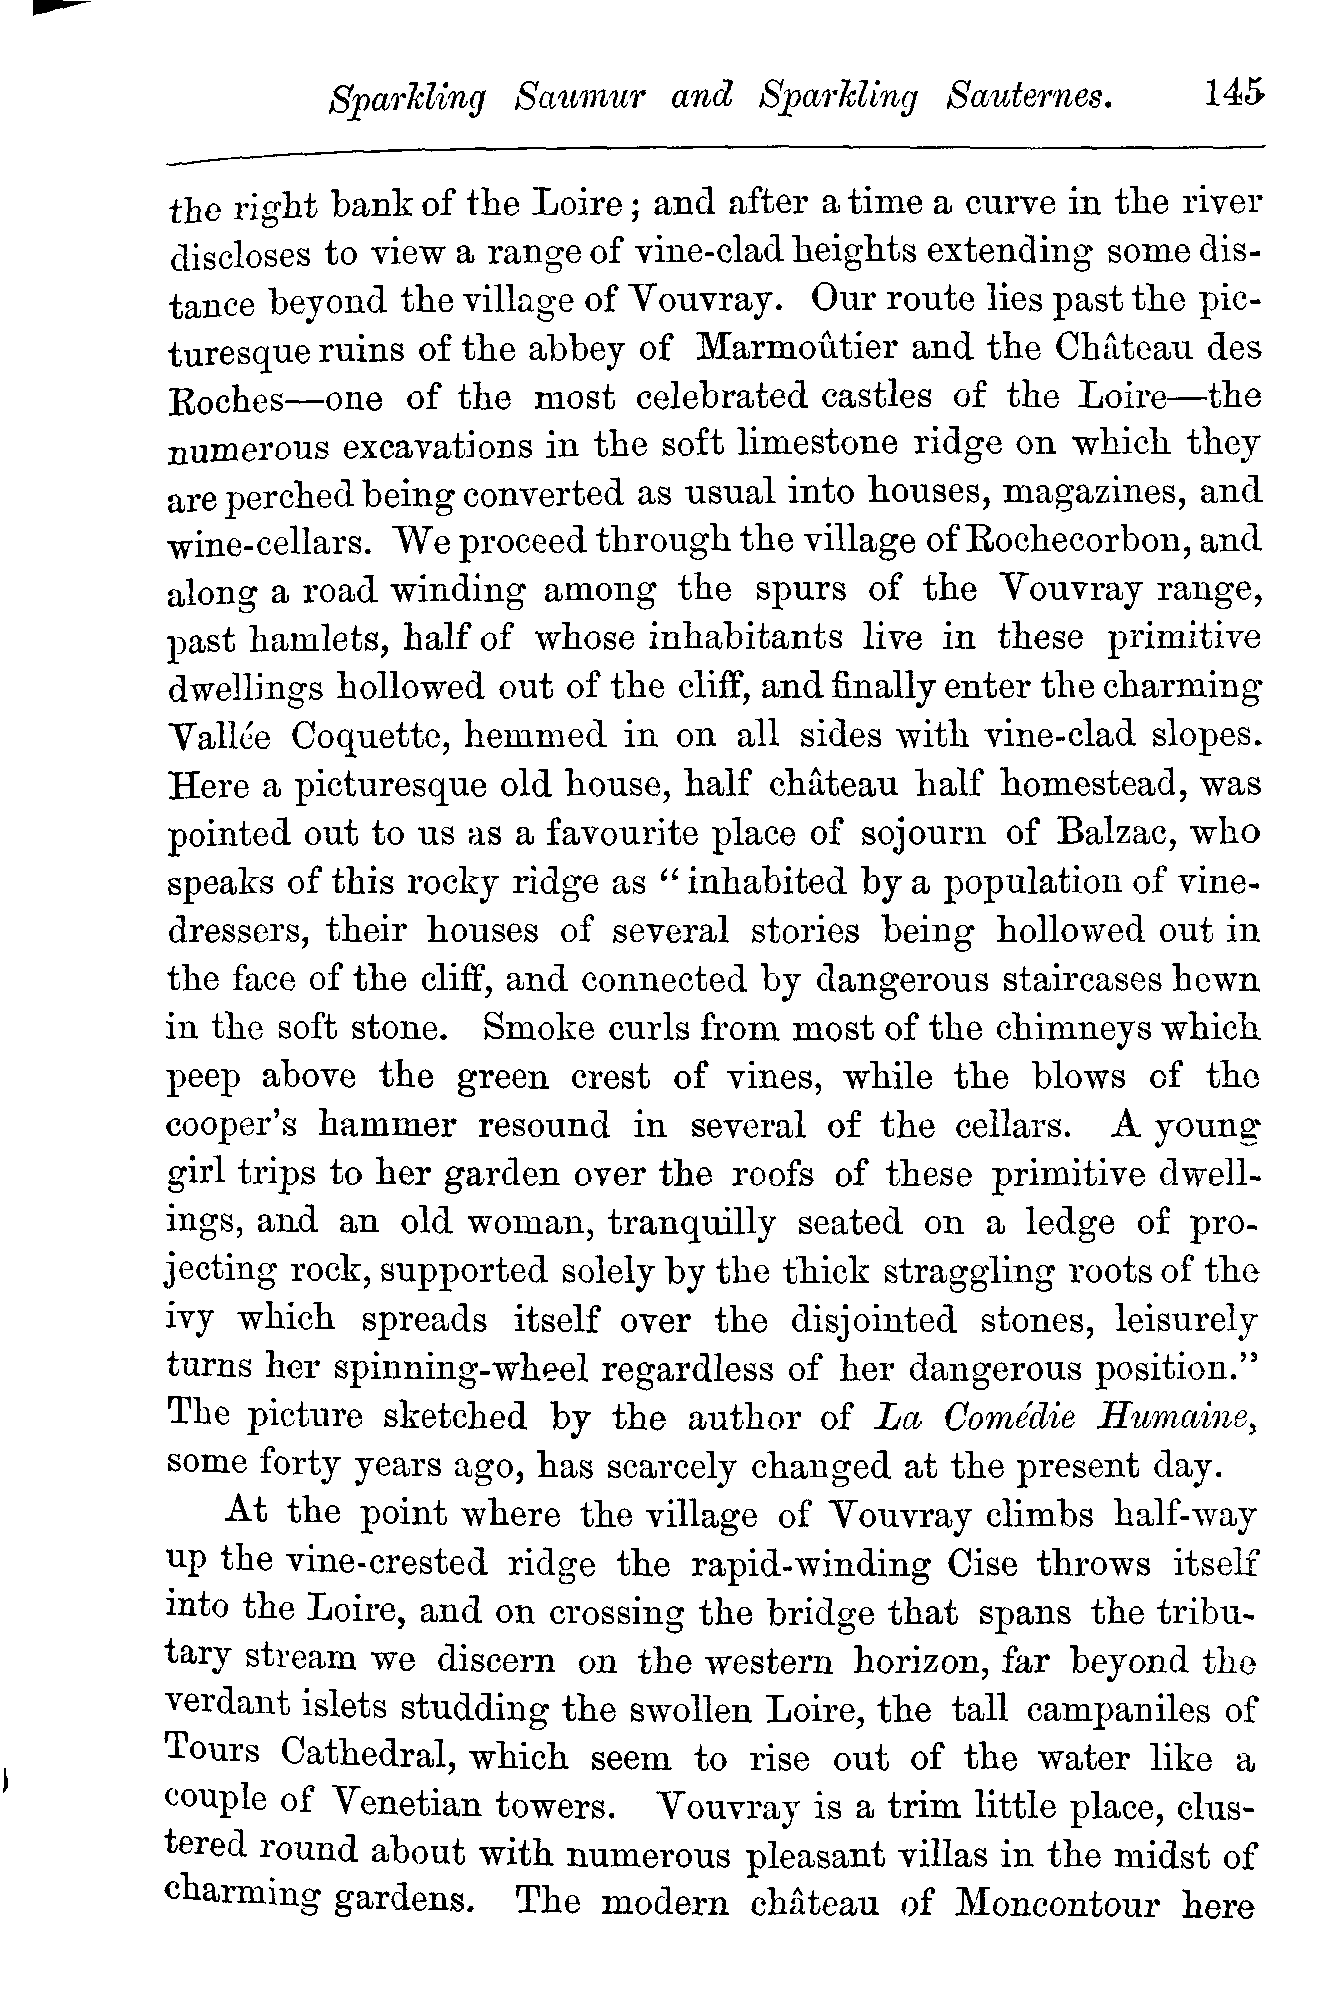 Sparkling Saumur and Sparkling Sauternes. 145
the right bank of the Loire; and after a time a curve in the river
discloses to view a range of vine-clad heights extending some dis-
tance beyond the village of Vouvray. Our route lies past the pic-
turesque ruins of the abbey of Marmoûtier and the Château des
Roches—one of the most celebrated castles of the Loire—the
numerous excavations in the soft limestone ridge on which they
are perched being converted as usual into houses, magazines, and
wine-cellars. We proceed through the village of Rochecorbon, and
along a road winding among the spurs of the Vouvray range,
past hamlets, half of whose inhabitants live in these primitive
dwellings hollowed out of the cliff, and finally enter the charming
Vallée Coquette, hemmed in on all sides with vine-clad slopes.
Here a picturesque old house, half château half homestead, was
pointed out to us as a favourite place of sojourn of Balzac, who
speaks of this rocky ridge as “inhabited by a population of vine-
dressers, their houses of several stories being hollowed out in
the face of the cliff, and connected by dangerous staircases hewn
in the soft stone. Smoke curls from most of the chimneys which
peep above the green crest of vines, while the blows of the
cooper's hammer resound in several of the cellars. A young
girl trips to her garden over the roofs of these primitive dwell-
ings, and an old woman, tranquilly seated on a ledge of pro-
jecting rock, supported solely by the thick straggling roots of the
ivy which spreads itself over the disjointed stones, leisurely
turns her spinning-wheel regardless of her dangerous position.”
The picture sketched by the author of La Comédie Humaine,
some forty years ago, has scarcely changed at the present day.
At the point where the village of Vouvray climbs half-way
up the vine-crested ridge the rapid-winding Cise throws itself
into the Loire, and on crossing the bridge that spans the tribu-
tary stream we discern on the western horizon, far beyond the
verdant islets studding the swollen Loire, the tall campaniles of
Tours Cathedral, which seem to rise out of the water like a
couple of Venetian towers. Vouvray is a trim little place, clus-
tered round about with numerous pleasant villas in the midst of
charming gardens. The modern château of Moncontour here